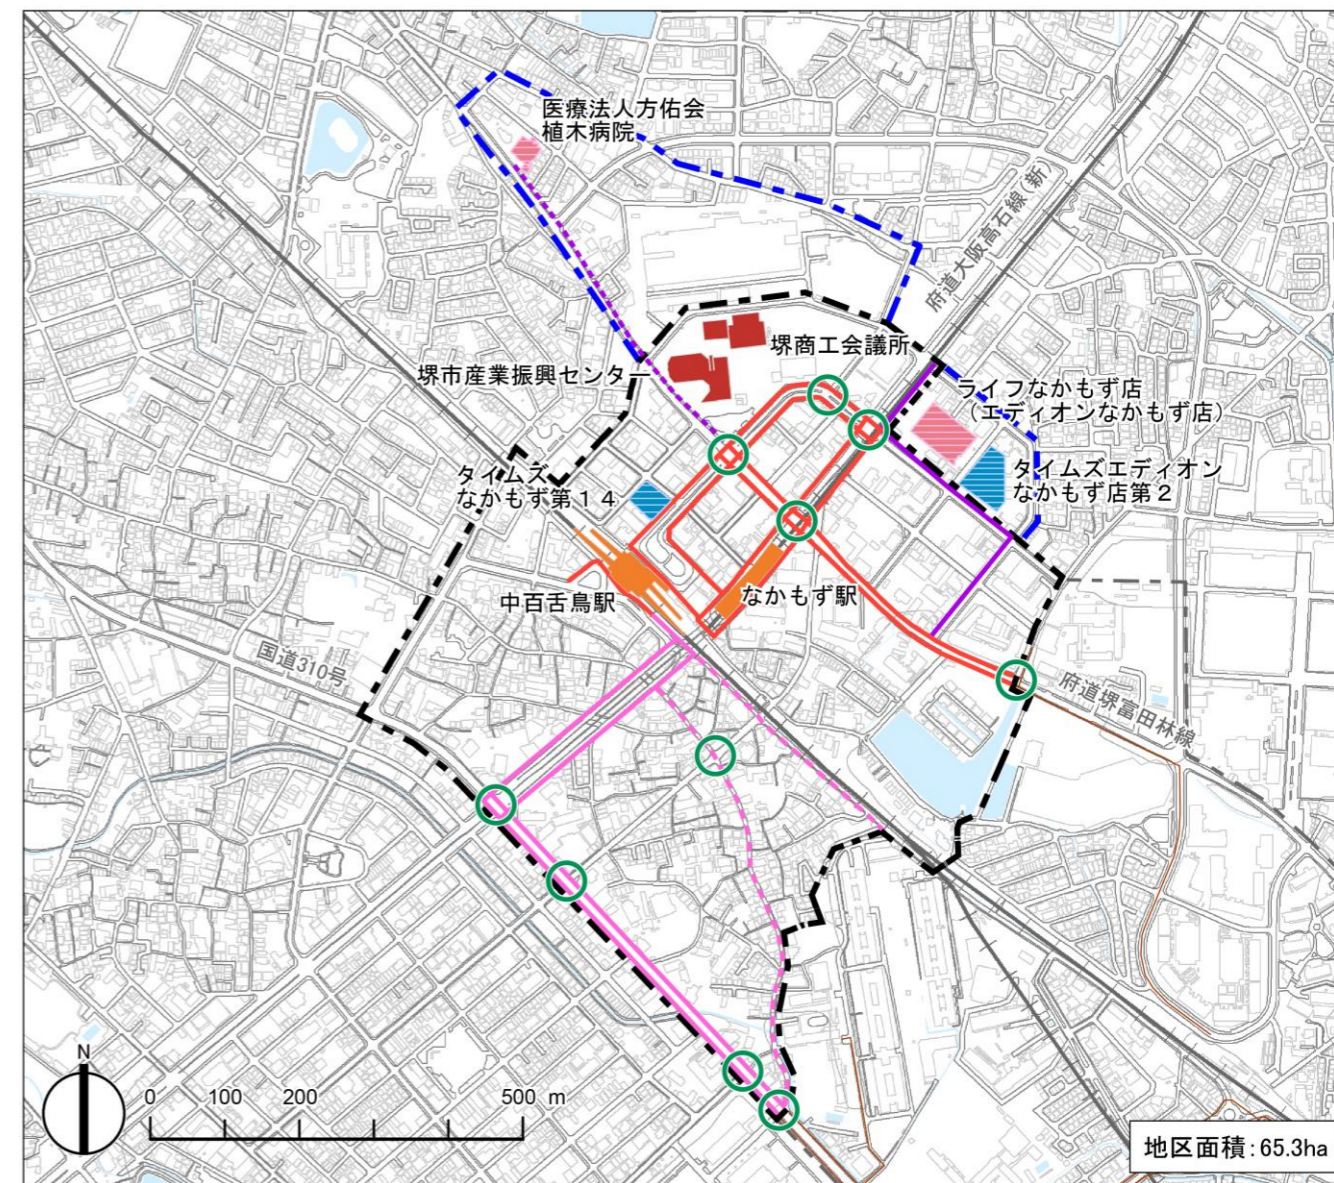 医療法人方佑会
植木病院
府道大阪高石線（新）
堺商工会議所
堺市産業振興センター
ライフなかもず店
（エディオンなかもず店）
タイムズエディオン
なかもず店第２
タイムズ
なかもず第１４
中百舌鳥駅
なかもず駅
国道310号
府道堺富田林線
N
0 100 200 500 m
地区面積：65.3ha